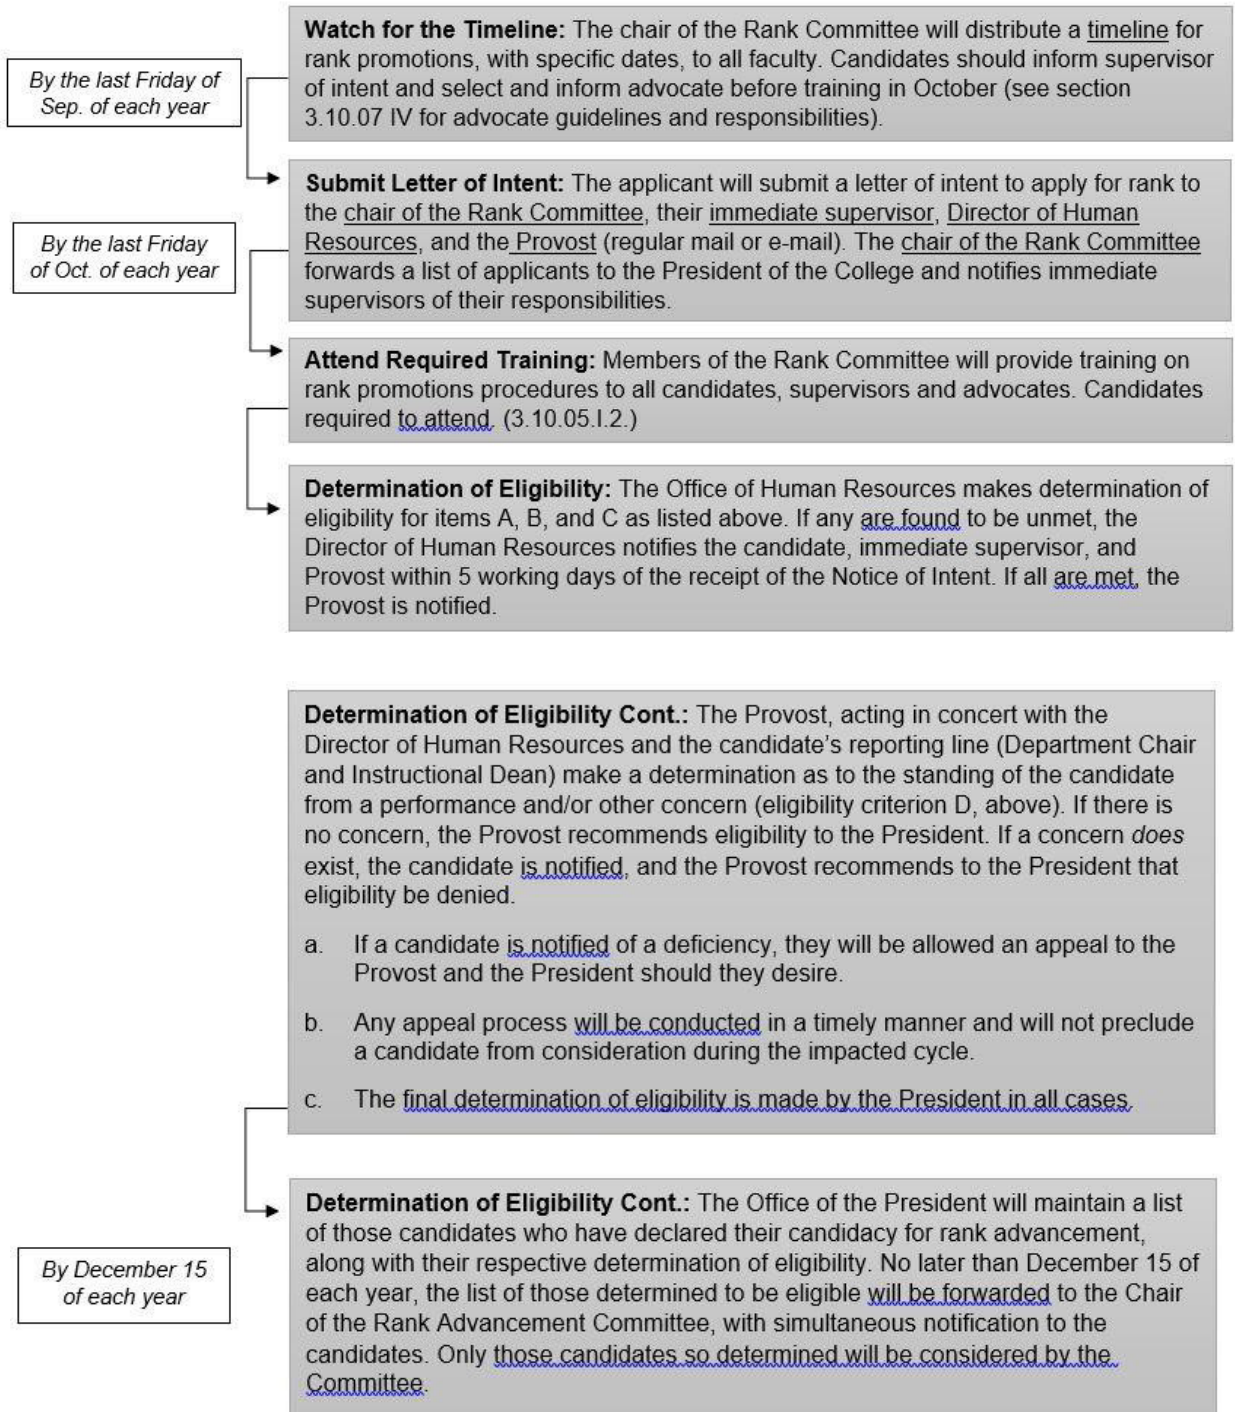 Watch for the Timeline: The chair of the Rank Committee will distribute a timeline for
rank promotions, with specific dates, to all faculty. Candidates should inform supervisor
of intent and select and inform advocate before training in October (see section
3.10.07 IV for advocate guidelines and responsibilities).
By the last Friday of
Sep. of each year
Submit Letter of Intent: The applicant will submit a letter of intent to apply for rank to
the chair of the Rank Committee, their immediate supervisor, Director of Human
Resources, and the Provost (regular mail or e-mail). The chair of the Rank Committee
forwards a list of applicants to the President of the College and notifies immediate
supervisors of their responsibilities.
By the last Friday
of Oct. of each year
Attend Required Training: Members of the Rank Committee will provide training on
rank promotions procedures to all candidates, supervisors and advocates. Candidates
required to attend. (3.10.05.I.2.)
Determination of Eligibility: The Office of Human Resources makes determination of
eligibility for items A, B, and C as listed above. If any are found to be unmet, the
Director of Human Resources notifies the candidate, immediate supervisor, and
Provost within 5 working days of the receipt of the Notice of Intent. If all are met, the
Provost is notified.
Determination of Eligibility Cont.: The Provost, acting in concert with the
Director of Human Resources and the candidate's reporting line (Department Chair
and Instructional Dean) make a determination as to the standing of the candidate
from a performance and/or other concern (eligibility criterion D, above). If there is
no concern, the Provost recommends eligibility to the President. If a concern does
exist, the candidate is notified, and the Provost recommends to the President that
eligibility be denied.
a. If a candidate is notified of a deficiency, they will be allowed an appeal to the
Provost and the President should they desire.
b. Any appeal process will be conducted in a timely manner and will not preclude
a candidate from consideration during the impacted cycle.
c. The final determination of eligibility is made by the President in all cases.
Determination of Eligibility Cont.: The Office of the President will maintain a list
of those candidates who have declared their candidacy for rank advancement,
along with their respective determination of eligibility. No later than December 15 of
each year, the list of those determined to be eligible will be forwarded to the Chair
of the Rank Advancement Committee, with simultaneous notification to the
candidates. Only those candidates so determined will be considered by the
Committee.
By December 15
of each year